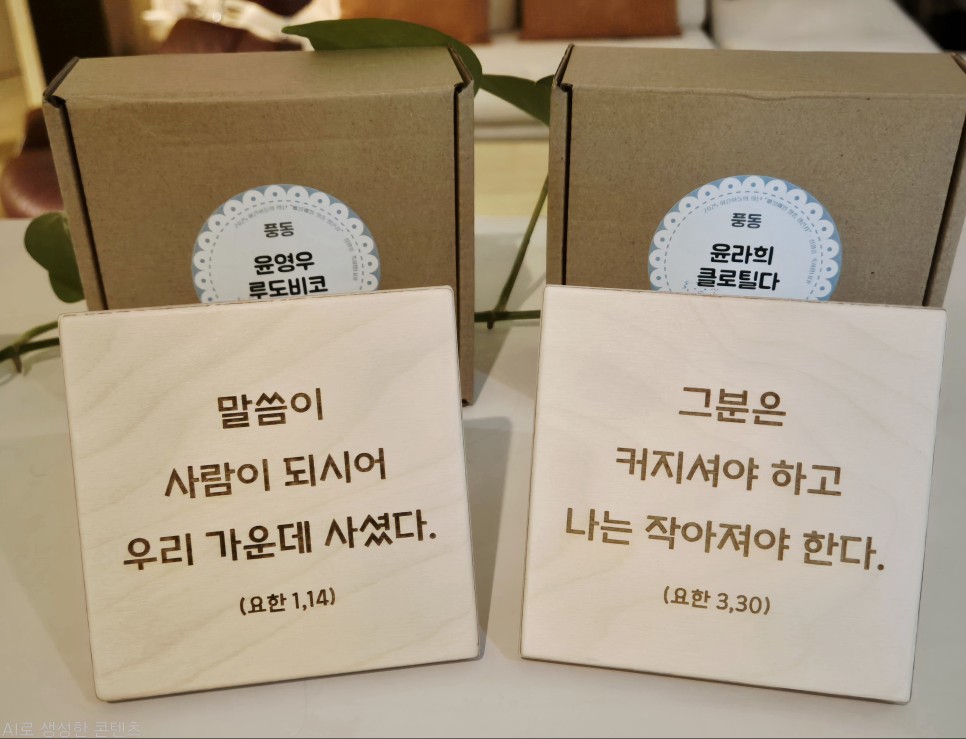 풍동
윤영우
루도비코
풍동
윤라희
클로틸다
말씀이
사람이 되시어
우리 가운데 사셨다.
(요한 1,14)
그분은
커지셔야 하고
나는 작아져야 한다.
(요한 3,30)
AI로 생성한 콘텐츠